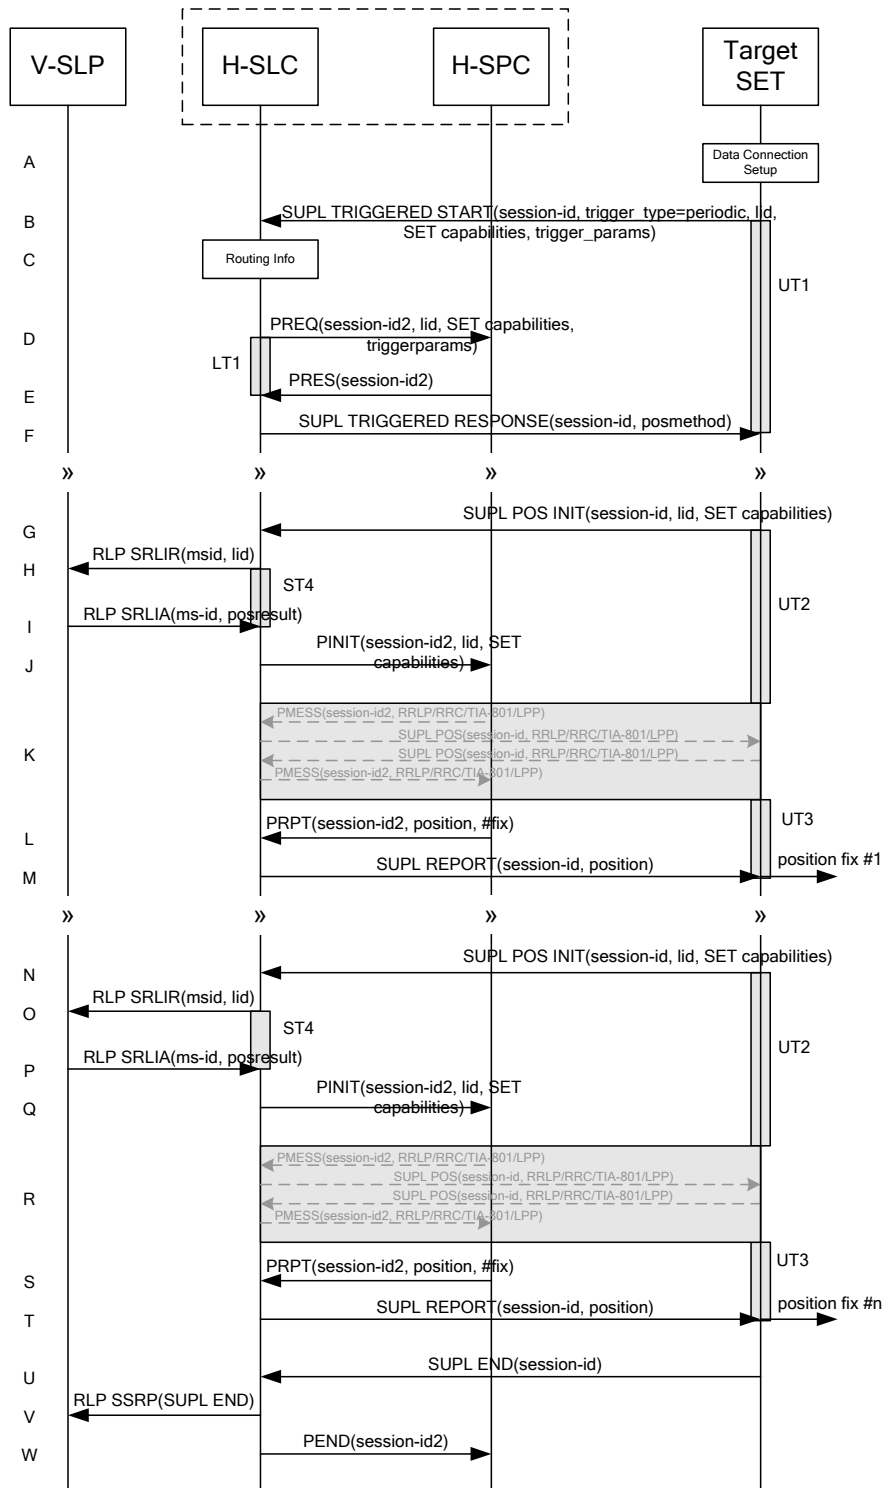 V-SLP
H-SLC
H-SPC
Target
SET
A
Data Connection
Setup
B
SUPL TRIGGERED START(session-id, trigger_type=periodic, lid,
SET capabilities, trigger_params)
C
Routing Info
UT1
D
PREQ(session-id2, lid, SET capabilities,
triggerparams)
LT1
PRES(session-id2)
E
SUPL TRIGGERED RESPONSE(session-id, posmethod)
F
» » » »
SUPL POS INIT(session-id, lid, SET capabilities)
G
RLP SRLIR(msid, lid)
H
ST4
UT2
RLP SRLIA(ms-id, posresult)
I
PINIT(session-id2, lid, SET
capabilities)
J
PMESS(session-id2, RRLP/RRC/TIA-801/LPP)
SUPL POS(session-id, RRLP/RRC/TIA-801/LPP)
K
SUPL POS(session-id, RRLP/RRC/TIA-801/LPP)
PMESS(session-id2, RRLP/RRC/TIA-801/LPP)
UT3
PRPT(session-id2, position, #fix)
L
SUPL REPORT(session-id, position)
position fix #1
M
» » » »
SUPL POS INIT(session-id, lid, SET capabilities)
N
RLP SRLIR(msid, lid)
O
ST4
UT2
RLP SRLIA(ms-id, posresult)
P
PINIT(session-id2, lid, SET
capabilities)
Q
PMESS(session-id2, RRLP/RRC/TIA-801/LPP)
SUPL POS(session-id, RRLP/RRC/TIA-801/LPP)
R
SUPL POS(session-id, RRLP/RRC/TIA-801/LPP)
PMESS(session-id2, RRLP/RRC/TIA-801/LPP)
UT3
PRPT(session-id2, position, #fix)
S
SUPL REPORT(session-id, position)
position fix #n
T
SUPL END(session-id)
U
RLP SSRP(SUPL END)
V
PEND(session-id2)
W